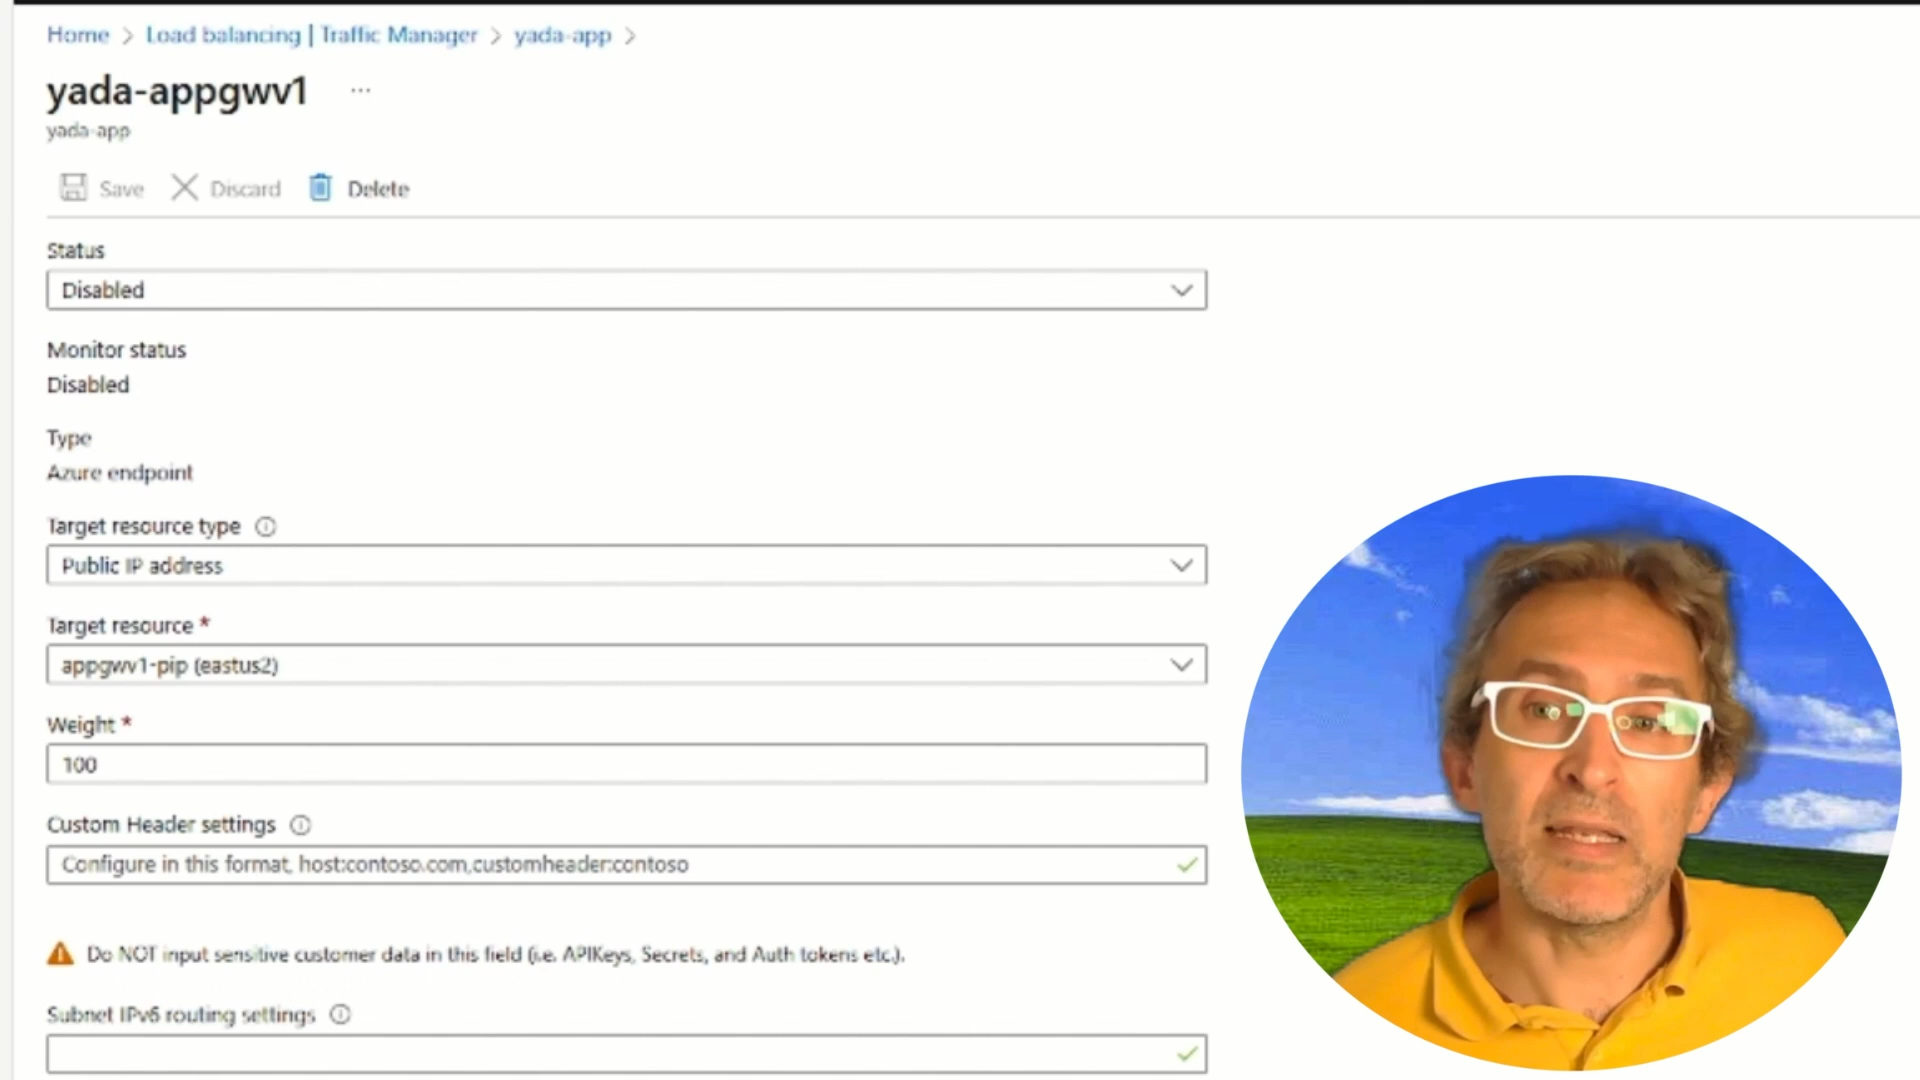 Home > Load balancing | Traffic Manager > yada-app >
yada-appgwv1 ...
yada-app
Save Discard Delete
Status
Disabled
Monitor status
Disabled
Type
Azure endpoint
Target resource type
Public IP address
Target resource *
appgwv1-pip (eastus2)
Weight *
100
Custom Header settings
Configure in this format, host:contoso.com,customheader:contoso
Do NOT input sensitive customer data in this field (i.e. APIKeys, Secrets, and Auth tokens etc.).
Subnet IPv6 routing settings